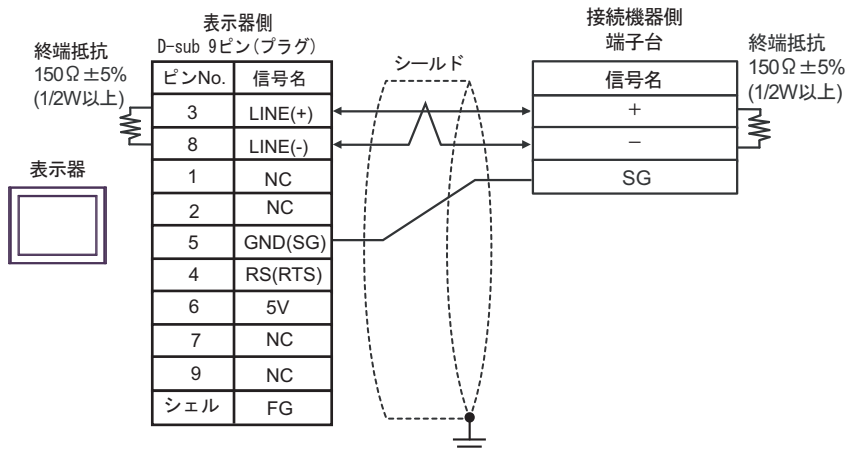 表示器側
D-sub 9ピン(プラグ)
接続機器側
端子台
終端抵抗
150Ω±5%
(1/2W以上)
シールド
終端抵抗
150Ω±5%
(1/2W以上)
表示器
ピンNo. 信号名
3 LINE(+)
8 LINE(-)
1 NC
2 NC
5 GND(SG)
4 RS(RTS)
6 5V
7 NC
9 NC
シェル FG
信号名
+
−
SG